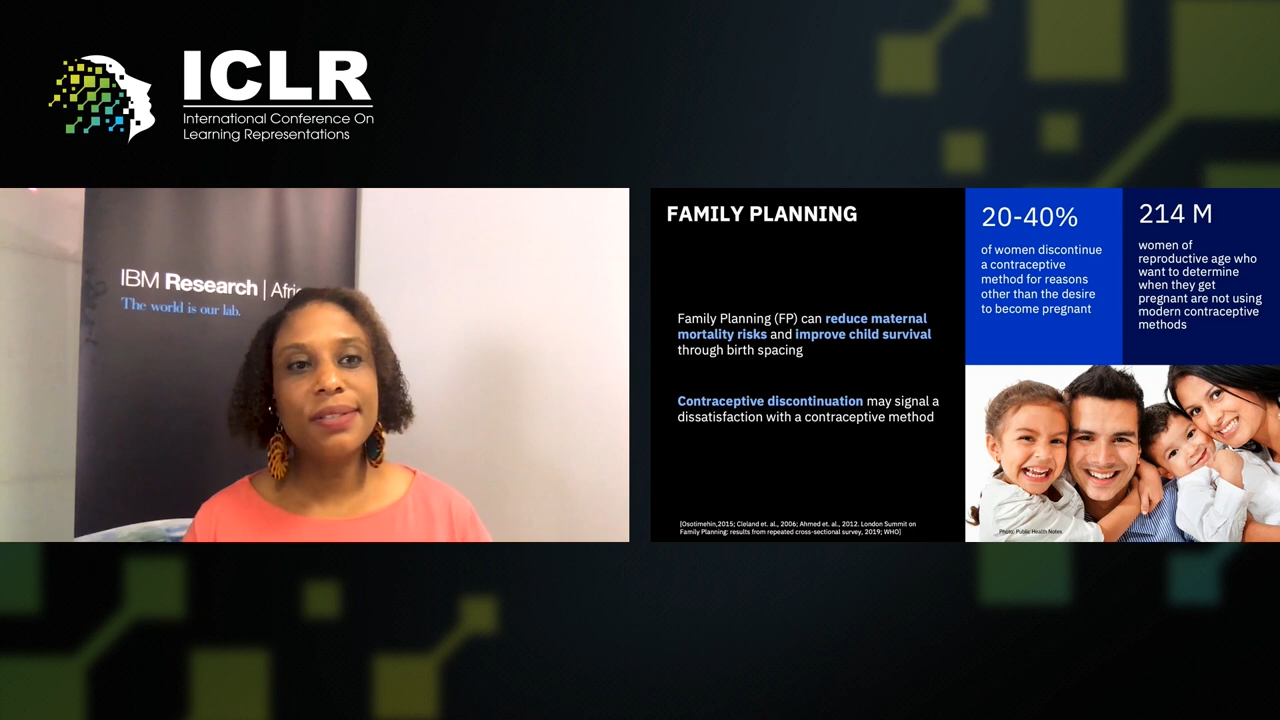 ICLR
International Conference On
Learning Representations
IBM Research | Afri
The world is our lab.
FAMILY PLANNING
Family Planning (FP) can reduce maternal
mortality risks and improve child survival
through birth spacing
Contraceptive discontinuation may signal a
dissatisfaction with a contraceptive method
[Osotimehin,2015; Cleland et. al., 2006; Ahmed et. al., 2012. London Summit on
Family Planning: results from repeated cross-sectional survey, 2019; WHO]
20-40%
of women discontinue
a contraceptive
method for reasons
other than the desire
to become pregnant
214 M
women of
reproductive age who
want to determine
when they get
pregnant are not using
modern contraceptive
methods
Photo: Public Health Notes